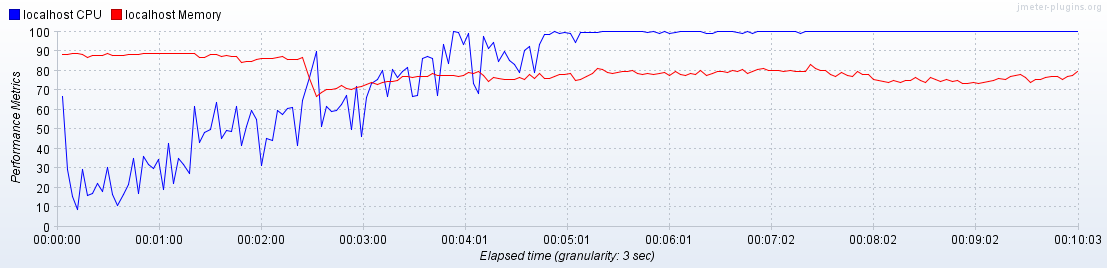 jmeter-plugins.org
localhost CPU localhost Memory
Performance Metrics
100
90
80
70
60
50
40
30
20
10
0
00:00:00 00:01:00 00:02:00 00:03:00 00:04:01 00:05:01 00:06:01 00:07:02 00:08:02 00:09:02 00:10:03
Elapsed time (granularity: 3 sec)